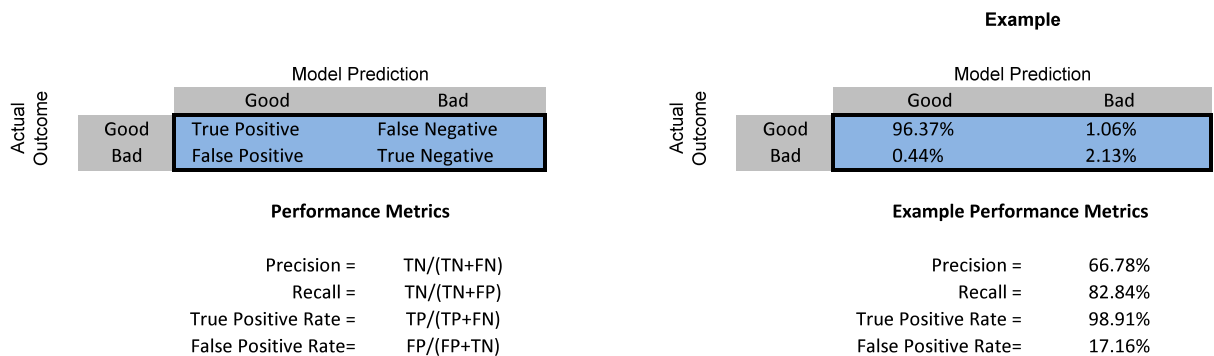 Example
Model Prediction
Good Bad
Actual
Outcome
Good True Positive False Negative
Bad False Positive True Negative
Performance Metrics
Precision = TN/(TN+FN)
Recall = TN/(TN+FP)
True Positive Rate = TP/(TP+FN)
False Positive Rate= FP/(FP+TN)
Model Prediction
Good Bad
Actual
Outcome
Good 96.37% 1.06%
Bad 0.44% 2.13%
Example Performance Metrics
Precision = 66.78%
Recall = 82.84%
True Positive Rate = 98.91%
False Positive Rate= 17.16%